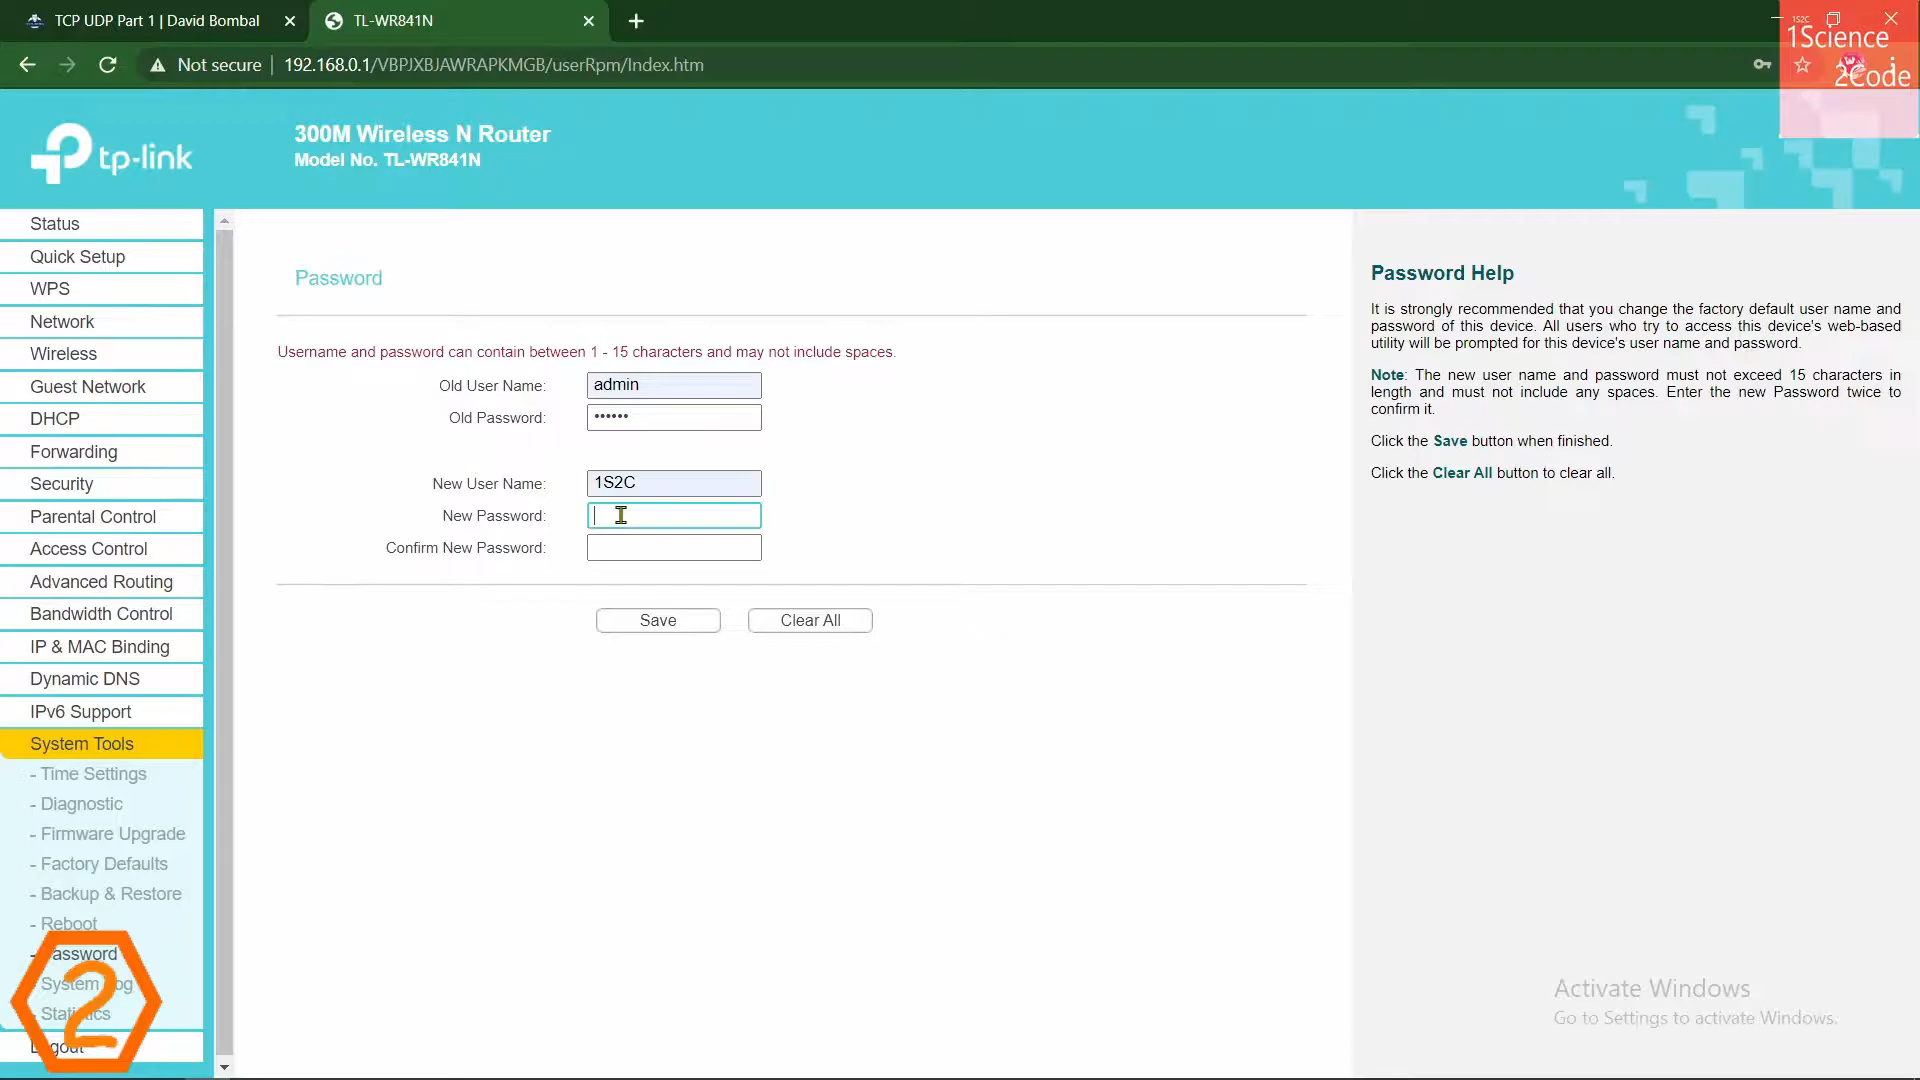 TCP UDP Part 1 | David Bombal
TL-WR841N
1S2C
1Science
2Code
Not secure | 192.168.0.1/VBPJXBJAWRAPKMGB/userRpm/Index.htm
tp-link
300M Wireless N Router
Model No. TL-WR841N
Status
Quick Setup
WPS
Network
Wireless
Guest Network
DHCP
Forwarding
Security
Parental Control
Access Control
Advanced Routing
Bandwidth Control
IP & MAC Binding
Dynamic DNS
IPv6 Support
System Tools
- Time Settings
- Diagnostic
- Firmware Upgrade
- Factory Defaults
- Backup & Restore
- Reboot
- Password
- System Log
- Statistics
Logout
2
Password
Username and password can contain between 1 - 15 characters and may not include spaces.
Old User Name: admin
Old Password: ••••••
New User Name: 1S2C
New Password:
Confirm New Password:
Save Clear All
Password Help
It is strongly recommended that you change the factory default user name and
password of this device. All users who try to access this device's web-based
utility will be prompted for this device's user name and password.
Note: The new user name and password must not exceed 15 characters in
length and must not include any spaces. Enter the new Password twice to
confirm it.
Click the Save button when finished.
Click the Clear All button to clear all.
Activate Windows
Go to Settings to activate Windows.